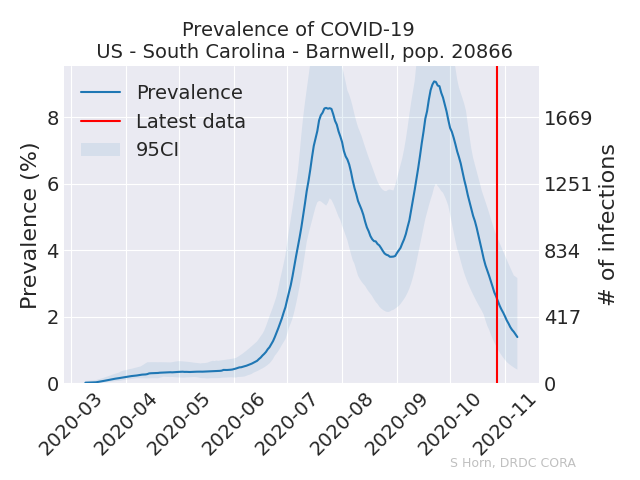 Prevalence of COVID-19
US - South Carolina - Barnwell, pop. 20866
Prevalence
Latest data
95CI
Prevalence (%)
8
6
4
2
0
1669
1251
834
417
0
# of infections
2020-03
2020-04
2020-05
2020-06
2020-07
2020-08
2020-09
2020-10
2020-11
S Horn, DRDC CORA